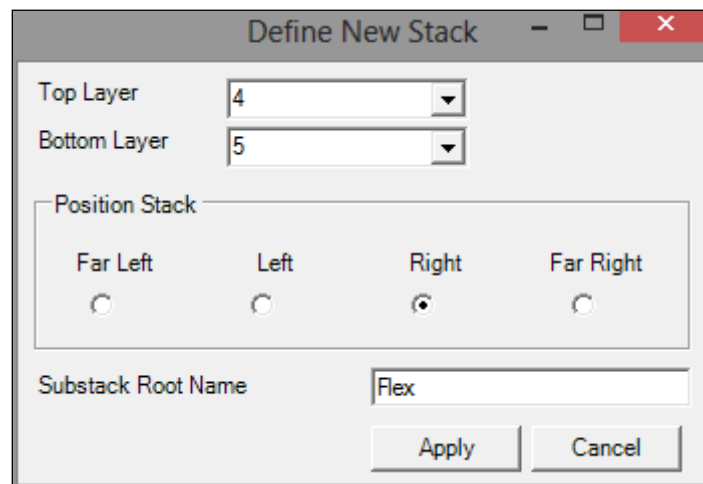 Define New Stack
Top Layer 4
Bottom Layer 5
Position Stack
Far Left Left Right Far Right
Substack Root Name Flex
Apply Cancel